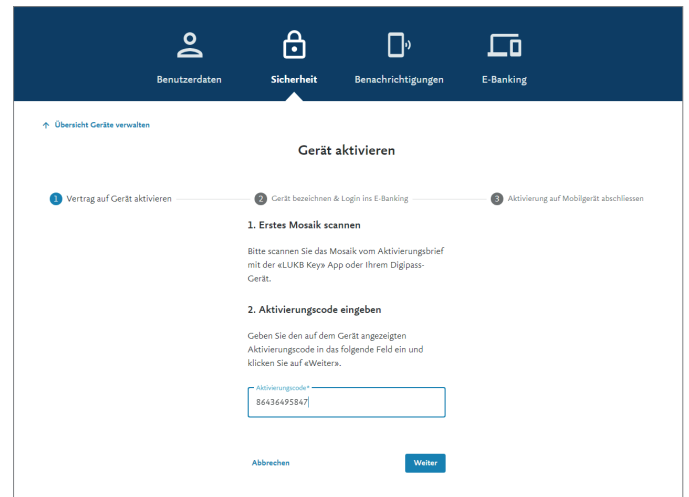 Benutzerdaten
Sicherheit
Benachrichtigungen
E-Banking
↑ Übersicht Geräte verwalten
Gerät aktivieren
1 Vertrag auf Gerät aktivieren
2 Gerät bezeichnen & Login ins E-Banking
3 Aktivierung auf Mobilgerät abschliessen
1. Erstes Mosaik scannen
Bitte scannen Sie das Mosaik vom Aktivierungsbrief
mit der «LUKB Key» App oder Ihrem Digipass-
Gerät.
2. Aktivierungscode eingeben
Geben Sie den auf dem Gerät angezeigten
Aktivierungscode in das folgende Feld ein und
klicken Sie auf «Weiter».
Aktivierungscode*
86436495847
Abbrechen
Weiter